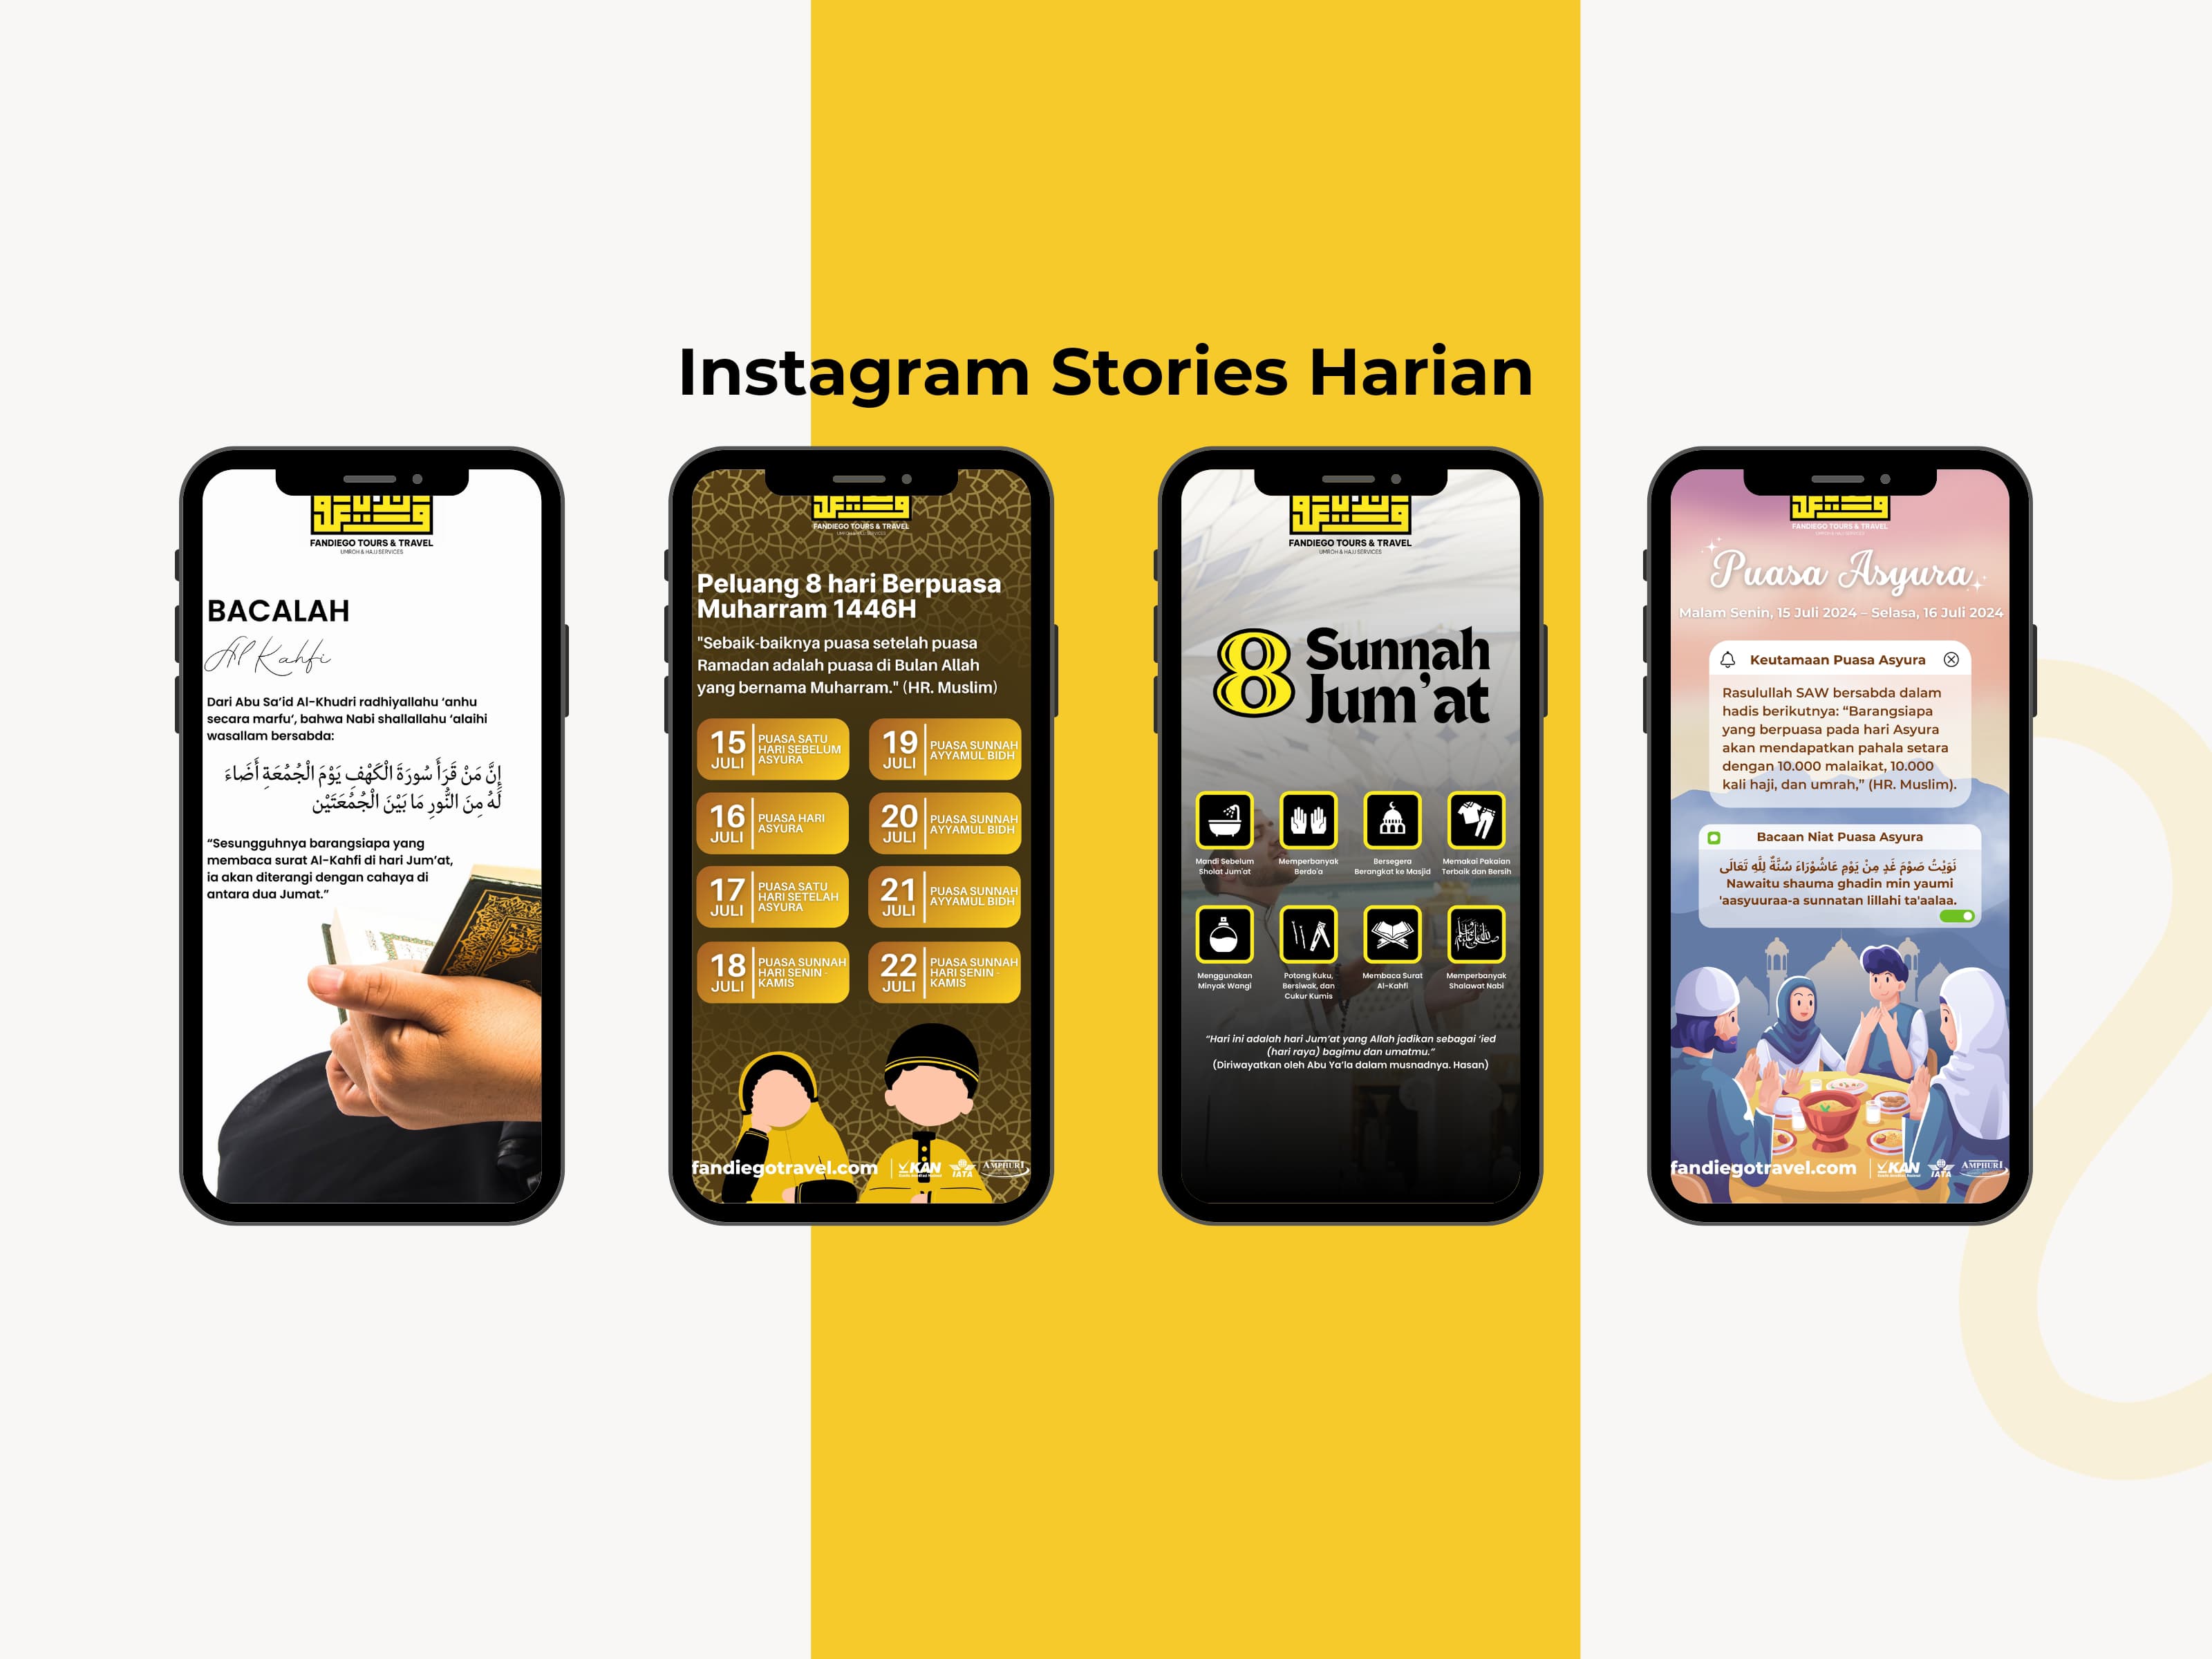 Instagram Stories Harian
FANDIEGO TOURS & TRAVEL
UMROH & HAJJ SERVICES
BACALAH
Al Kahfi
Dari Abu Sa’id Al-Khudri radhiyallahu ‘anhu
secara marfu’, bahwa Nabi shallallahu ‘alaihi
wasallam bersabda:
إِنَّ مَنْ قَرَأَ سُورَةَ الْكَهْفِ يَوْمَ الْجُمُعَةِ أَضَاءَ
لَهُ مِنَ النُّورِ مَا بَيْنَ الْجُمُعَتَيْنِ
“Sesungguhnya barangsiapa yang
membaca surat Al-Kahfi di hari Jum’at,
ia akan diterangi dengan cahaya di
antara dua Jumat.”
FANDIEGO TOURS & TRAVEL
UMROH & HAJJ SERVICES
Peluang 8 hari Berpuasa
Muharram 1446H
"Sebaik-baiknya puasa setelah puasa
Ramadan adalah puasa di Bulan Allah
yang bernama Muharram." (HR. Muslim)
15 JULI
PUASA SATU
HARI SEBELUM
ASYURA
19 JULI
PUASA SUNNAH
AYYAMUL BIDH
16 JULI
PUASA HARI
ASYURA
20 JULI
PUASA SUNNAH
AYYAMUL BIDH
17 JULI
PUASA SATU
HARI SETELAH
ASYURA
21 JULI
PUASA SUNNAH
AYYAMUL BIDH
18 JULI
PUASA SUNNAH
HARI SENIN -
KAMIS
22 JULI
PUASA SUNNAH
HARI SENIN -
KAMIS
fandiegotravel.com KAN IATA AMPHURI
FANDIEGO TOURS & TRAVEL
UMROH & HAJJ SERVICES
8 Sunnah
Jum’at
Mandi Sebelum
Sholat Jum'at
Memperbanyak
Berdo'a
Bersegera
Berangkat ke Masjid
Memakai Pakaian
Terbaik dan Bersih
Menggunakan
Minyak Wangi
Potong Kuku,
Bersiwak, dan
Cukur Kumis
Membaca Surat
Al-Kahfi
Memperbanyak
Shalawat Nabi
“Hari ini adalah hari Jum’at yang Allah jadikan sebagai ‘ied
(hari raya) bagimu dan umatmu.”
(Diriwayatkan oleh Abu Ya’la dalam musnadnya. Hasan)
FANDIEGO TOURS & TRAVEL
UMROH & HAJJ SERVICES
Puasa Asyura
Malam Senin, 15 Juli 2024 – Selasa, 16 Juli 2024
Keutamaan Puasa Asyura
Rasulullah SAW bersabda dalam
hadis berikutnya: “Barangsiapa
yang berpuasa pada hari Asyura
akan mendapatkan pahala setara
dengan 10.000 malaikat, 10.000
kali haji, dan umrah,” (HR. Muslim).
Bacaan Niat Puasa Asyura
نَوَيْتُ صَوْمَ غَدٍ مِنْ يَوْمِ عَاشُوْرَاءَ سُنَّةً لِلَّهِ تَعَالَى
Nawaitu shauma ghadin min yaumi
'aasyuuraa-a sunnatan lillahi ta'aalaa.
fandiegotravel.com KAN IATA AMPHURI